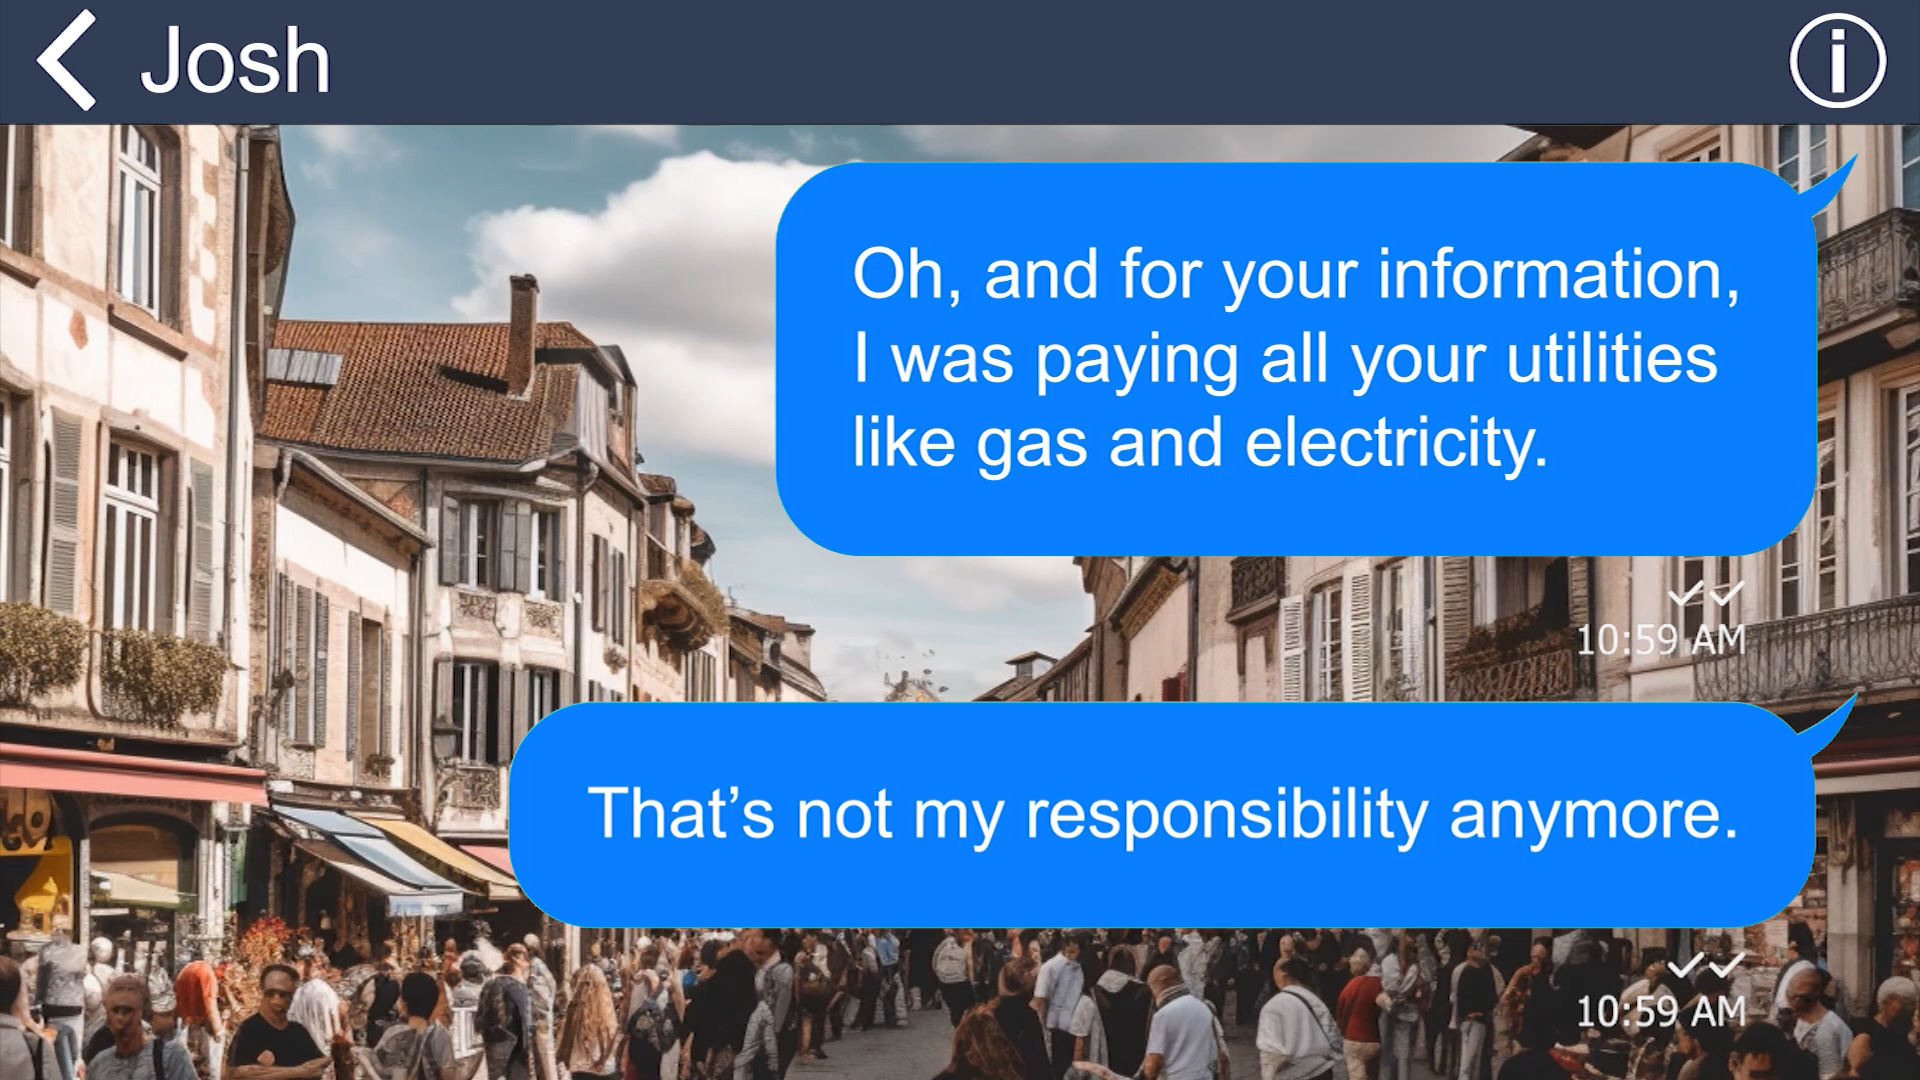 Josh
Oh, and for your information,
I was paying all your utilities
like gas and electricity.
10:59 AM
That’s not my responsibility anymore.
10:59 AM